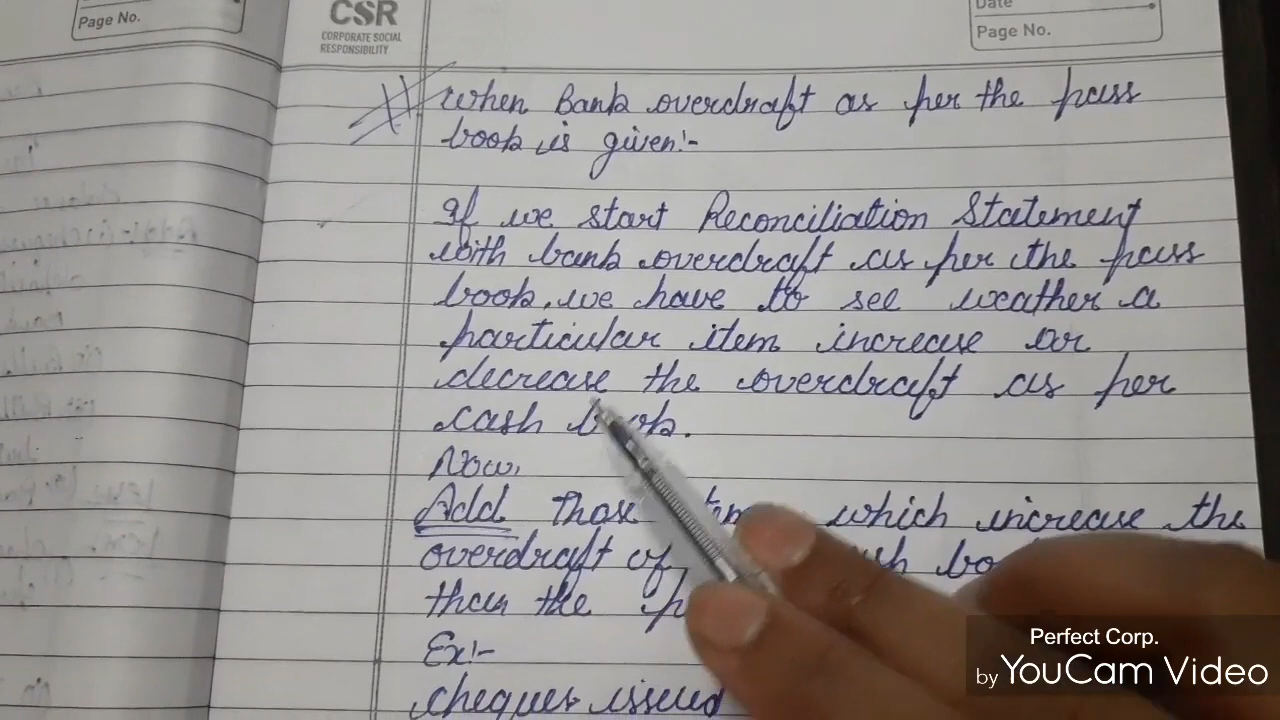 Page No.
CSR
CORPORATE SOCIAL
RESPONSIBILITY
Date
Page No.
When Bank overdraft as per the pass
book is given:-
If we start Reconciliation Statement
with bank overdraft as per the pass
book. we have to see weather a
particular item increase or
decrease the overdraft as per
cash book.
Now,
Add Those which increase the
overdraft of
than the
Ex:-
cheques issued
Perfect Corp.
by YouCam Video